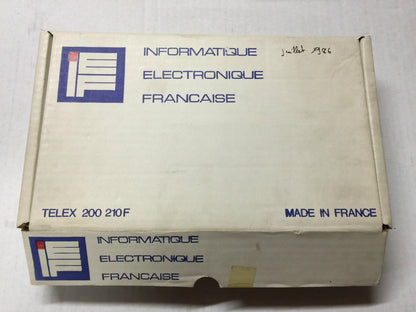 INFORMATIQUE
juillet 1986
ELECTRONIQUE
FRANCAISE
TELEX 200 210F
MADE IN FRANCE
INFORMATIQUE
ELECTRONIQUE
FRANCAISE